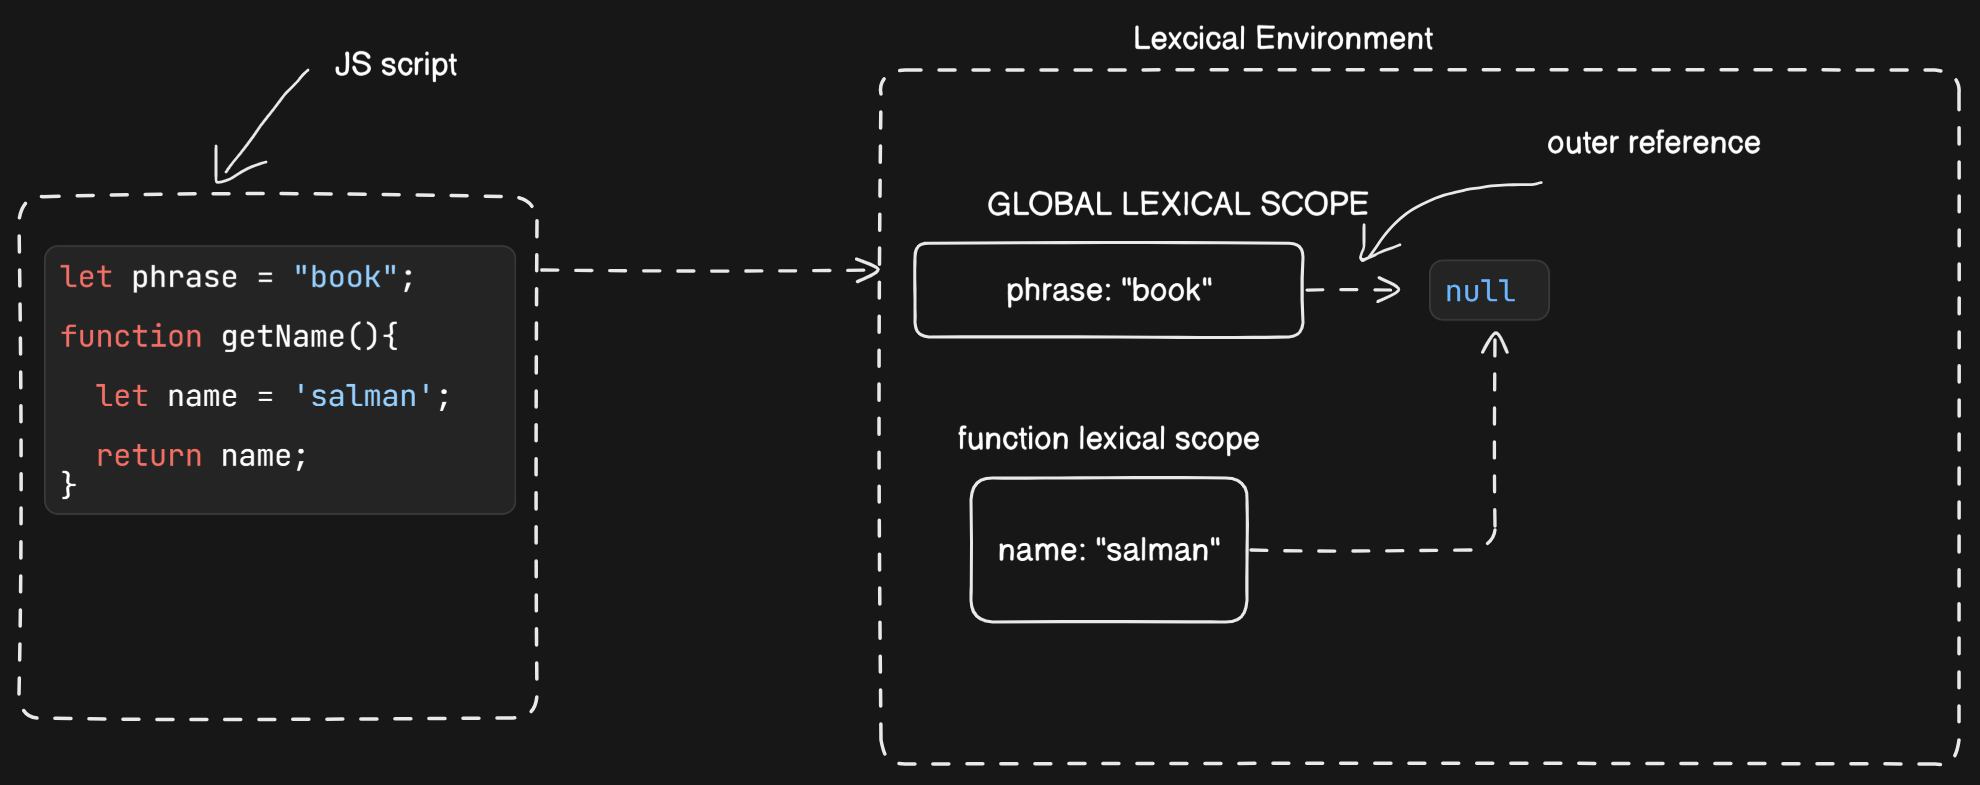 JS script
let phrase = "book";
function getName(){
let name = 'salman';
return name;
}
Lexcical Environment
outer reference
GLOBAL LEXICAL SCOPE
phrase: "book"
null
function lexical scope
name: "salman"